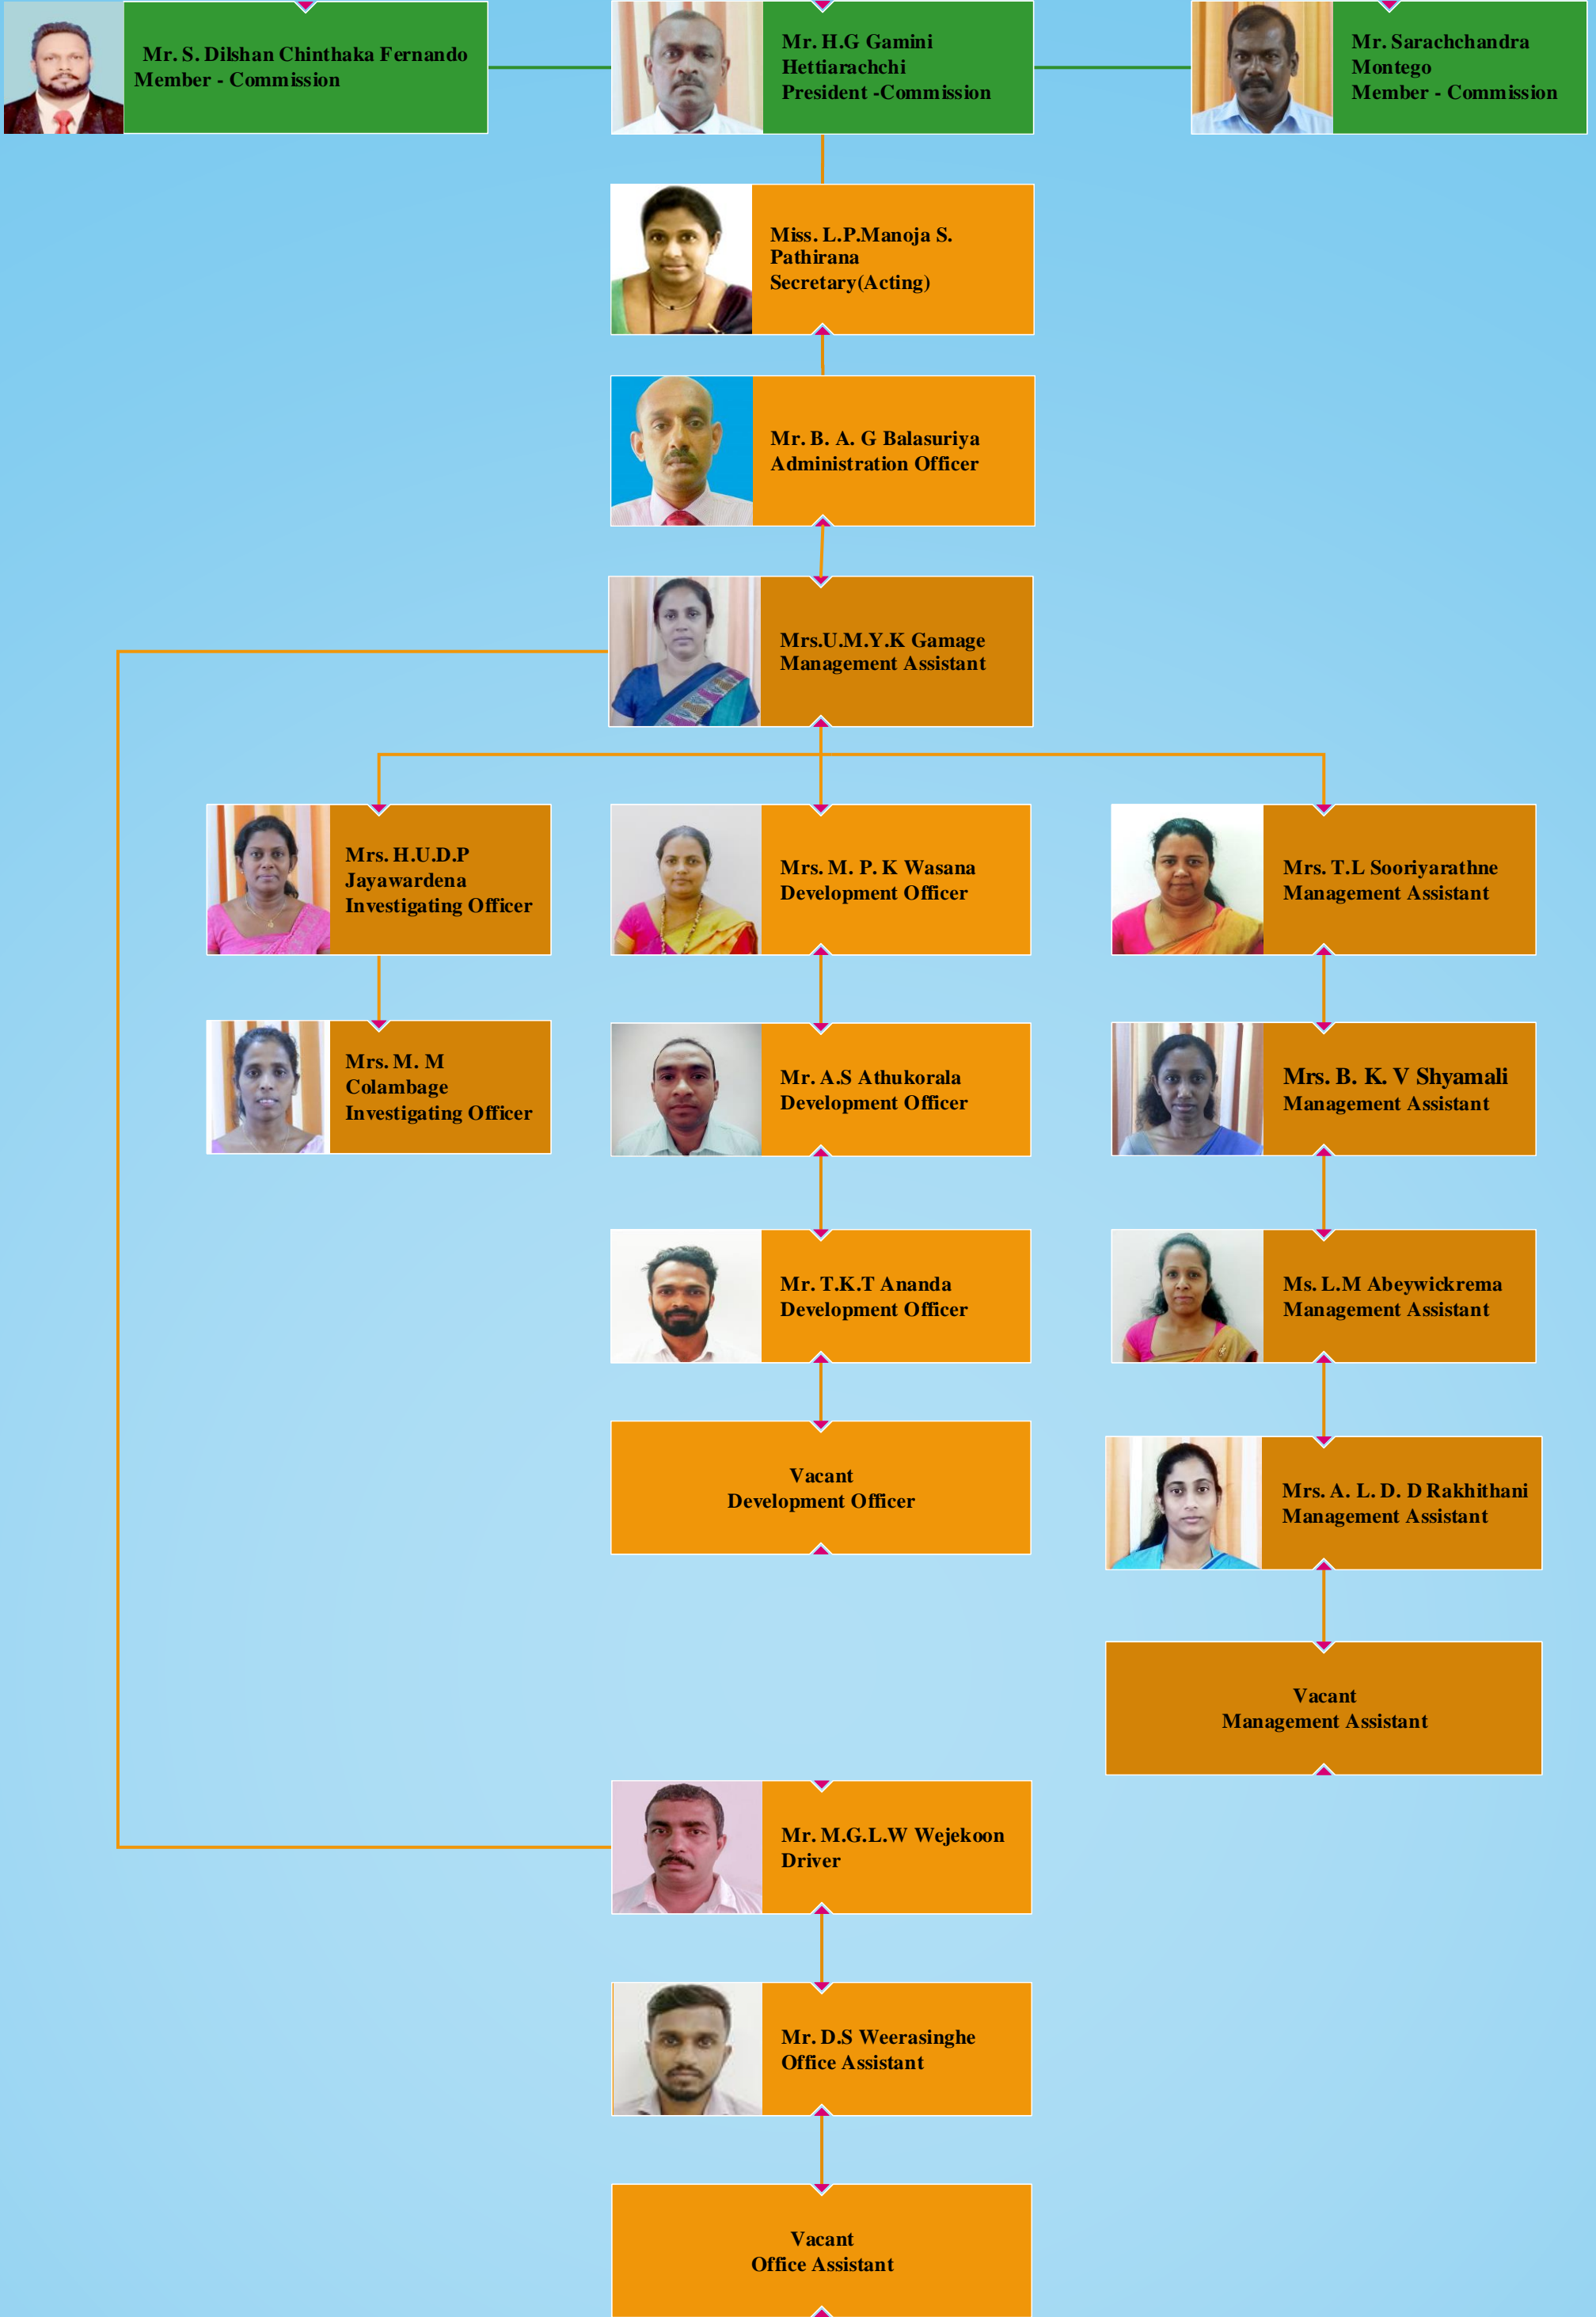 Mr. S. Dilshan Chinthaka Fernando
Member - Commission
Mr. H.G Gamini
Hettiarachchi
President -Commission
Mr. Sarachchandra
Montego
Member - Commission
Miss. L.P.Manoja S.
Pathirana
Secretary(Acting)
Mr. B. A. G Balasuriya
Administration Officer
Mrs.U.M.Y.K Gamage
Management Assistant
Mrs. H.U.D.P
Jayawardena
Investigating Officer
Mrs. M. P. K Wasana
Development Officer
Mrs. T.L Sooriyarathne
Management Assistant
Mrs. M. M
Colambage
Investigating Officer
Mr. A.S Athukorala
Development Officer
Mrs. B. K. V Shyamali
Management Assistant
Mr. T.K.T Ananda
Development Officer
Ms. L.M Abeywickrema
Management Assistant
Vacant
Development Officer
Mrs. A. L. D. D Rakhithani
Management Assistant
Vacant
Management Assistant
Mr. M.G.L.W Wejekoon
Driver
Mr. D.S Weerasinghe
Office Assistant
Vacant
Office Assistant